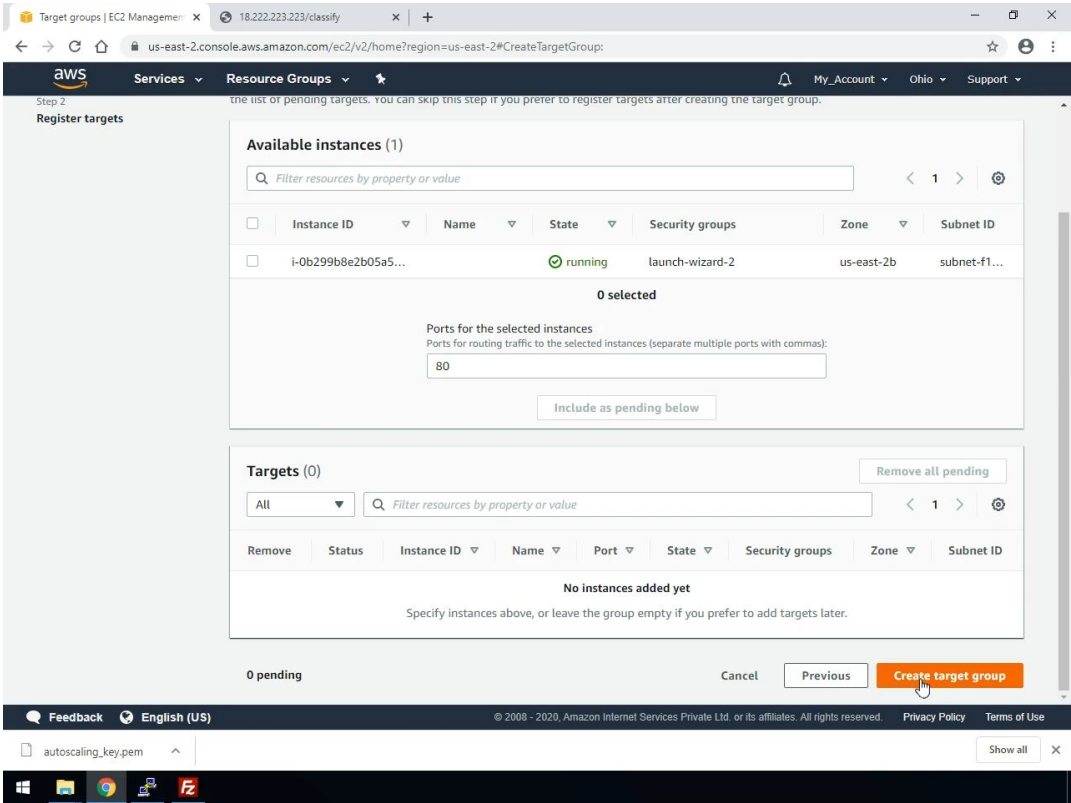 Target groups | EC2 Managemen
18.222.223.223/classify
us-east-2.console.aws.amazon.com/ec2/v2/home?region=us-east-2#CreateTargetGroup:
aws Services Resource Groups My_Account Ohio Support
Step 2
Register targets
the list of pending targets. You can skip this step if you prefer to register targets after creating the target group.
Available instances (1)
Filter resources by property or value
1
Instance ID Name State Security groups Zone Subnet ID
i-0b299b8e2b05a5... running launch-wizard-2 us-east-2b subnet-f1...
0 selected
Ports for the selected instances
Ports for routing traffic to the selected instances (separate multiple ports with commas):
80
Include as pending below
Targets (0)
Remove all pending
All Filter resources by property or value 1
Remove Status Instance ID Name Port State Security groups Zone Subnet ID
No instances added yet
Specify instances above, or leave the group empty if you prefer to add targets later.
0 pending Cancel Previous Create target group
Feedback English (US) © 2008 - 2020, Amazon Internet Services Private Ltd. or its affiliates. All rights reserved. Privacy Policy Terms of Use
autoscaling_key.pem Show all
Fz